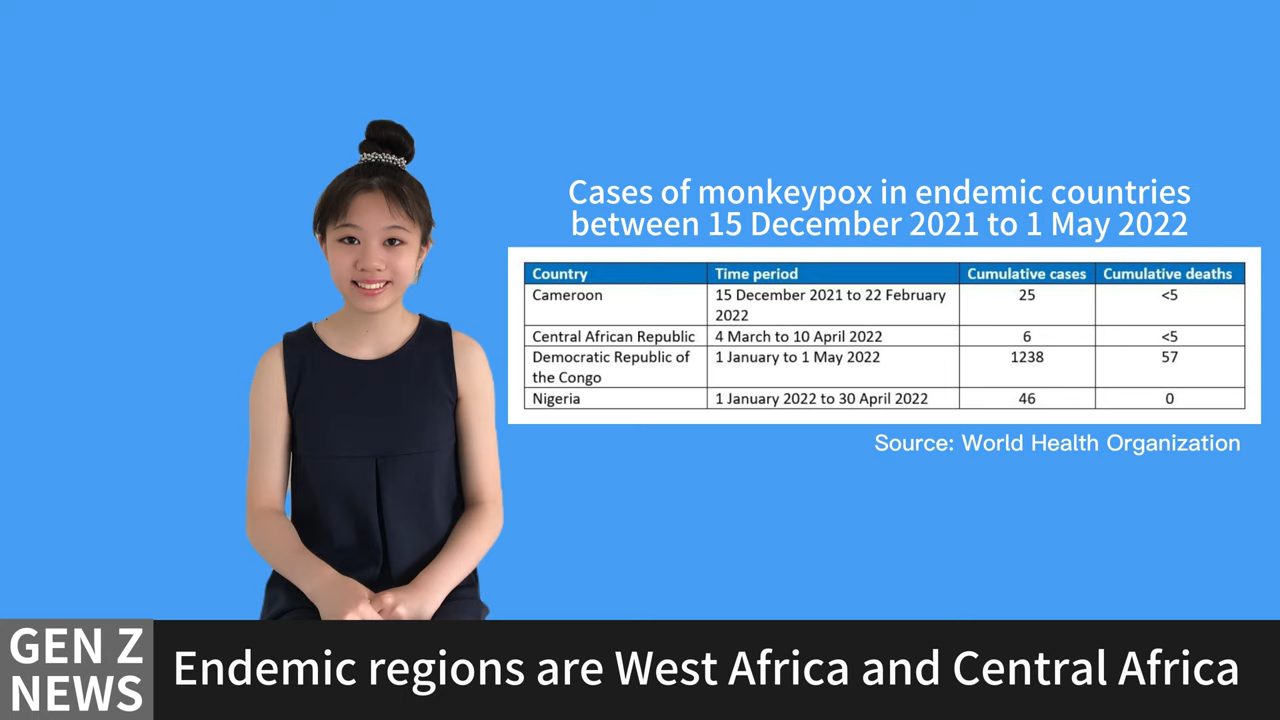 Cases of monkeypox in endemic countries
between 15 December 2021 to 1 May 2022
Country Time period Cumulative cases Cumulative deaths
Cameroon 15 December 2021 to 22 February 25 <5
2022
Central African Republic 4 March to 10 April 2022 6 <5
Democratic Republic of 1 January to 1 May 2022 1238 57
the Congo
Nigeria 1 January 2022 to 30 April 2022 46 0
Source: World Health Organization
GEN Z
NEWS
Endemic regions are West Africa and Central Africa